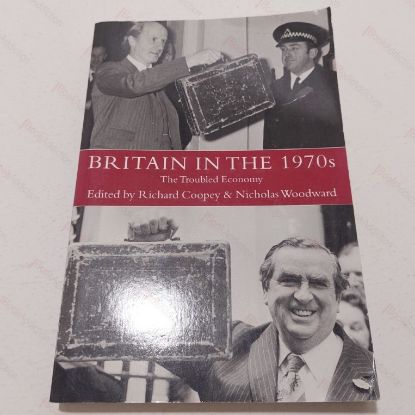 BRITAIN IN THE 1970s
The Troubled Economy
Edited by Richard Coopey & Nicholas Woodward